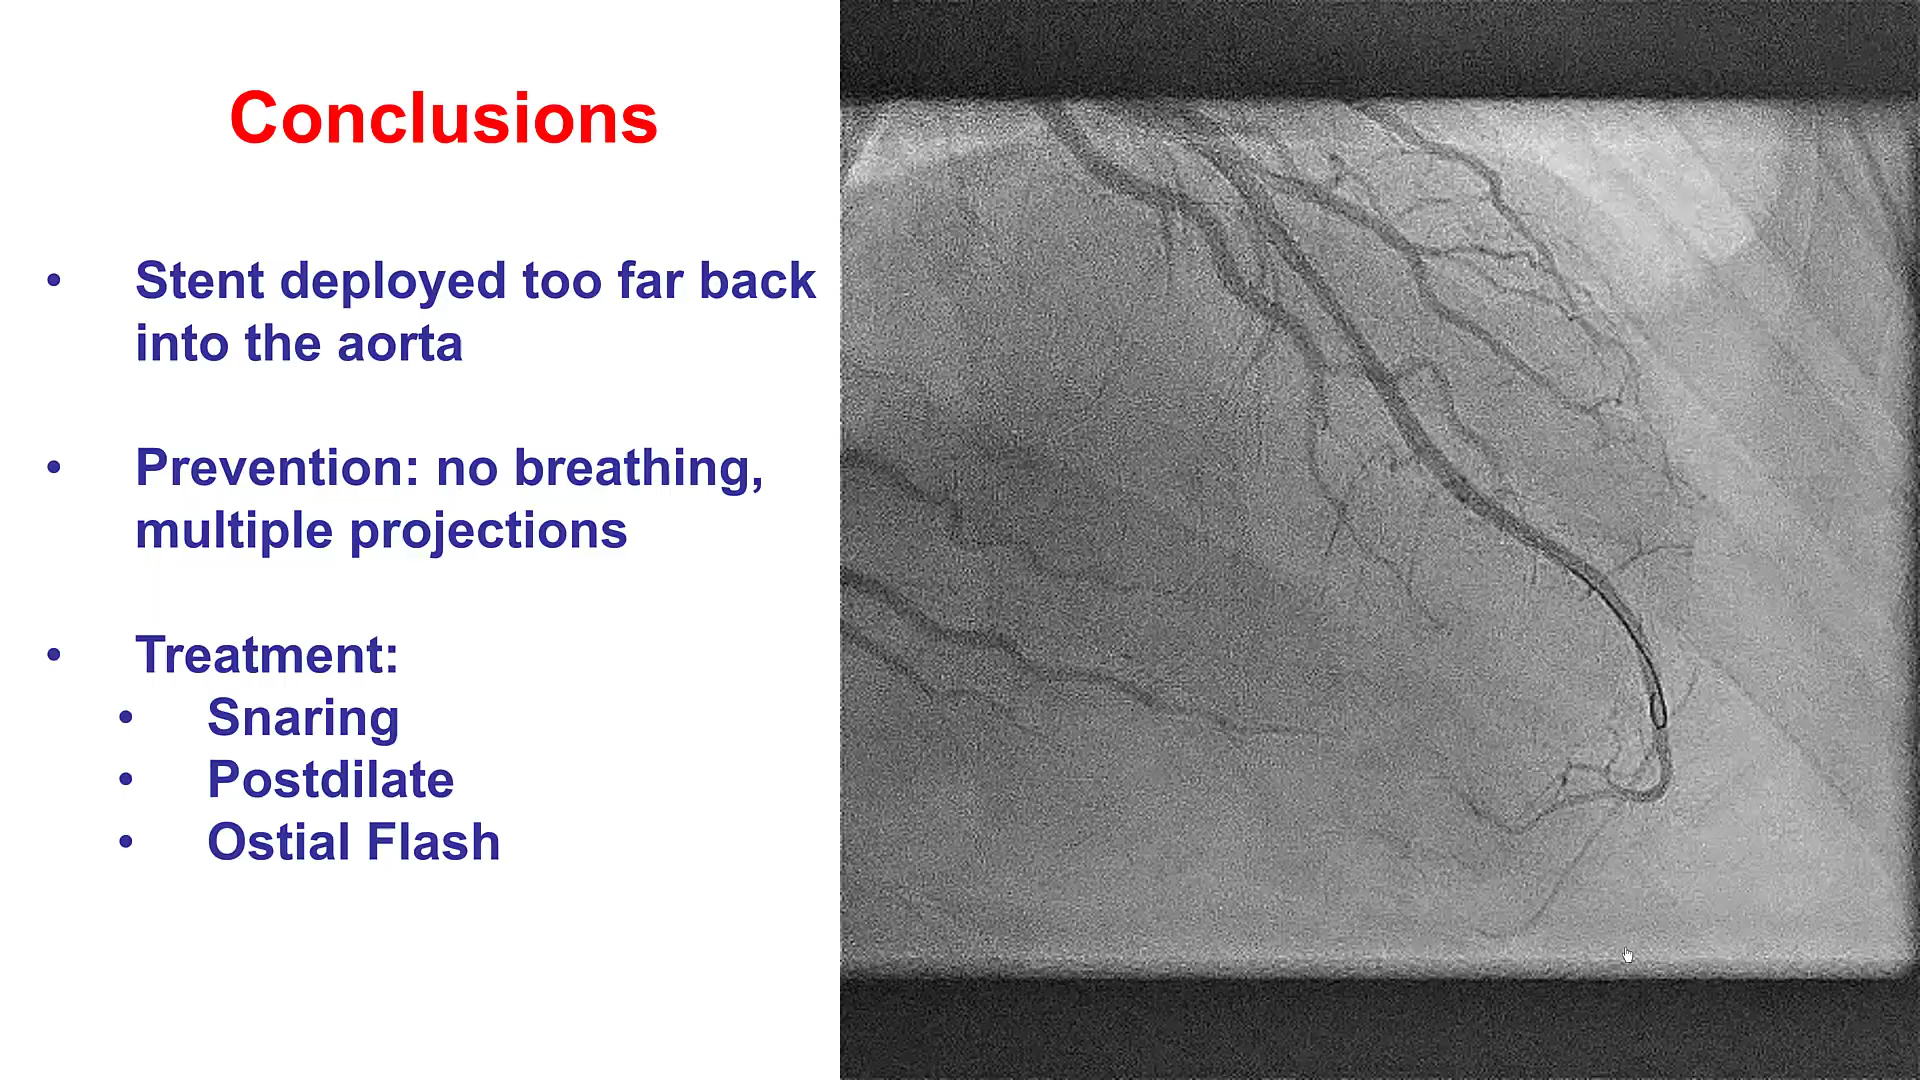 Conclusions
• Stent deployed too far back
into the aorta
• Prevention: no breathing,
multiple projections
• Treatment:
• Snaring
• Postdilate
• Ostial Flash